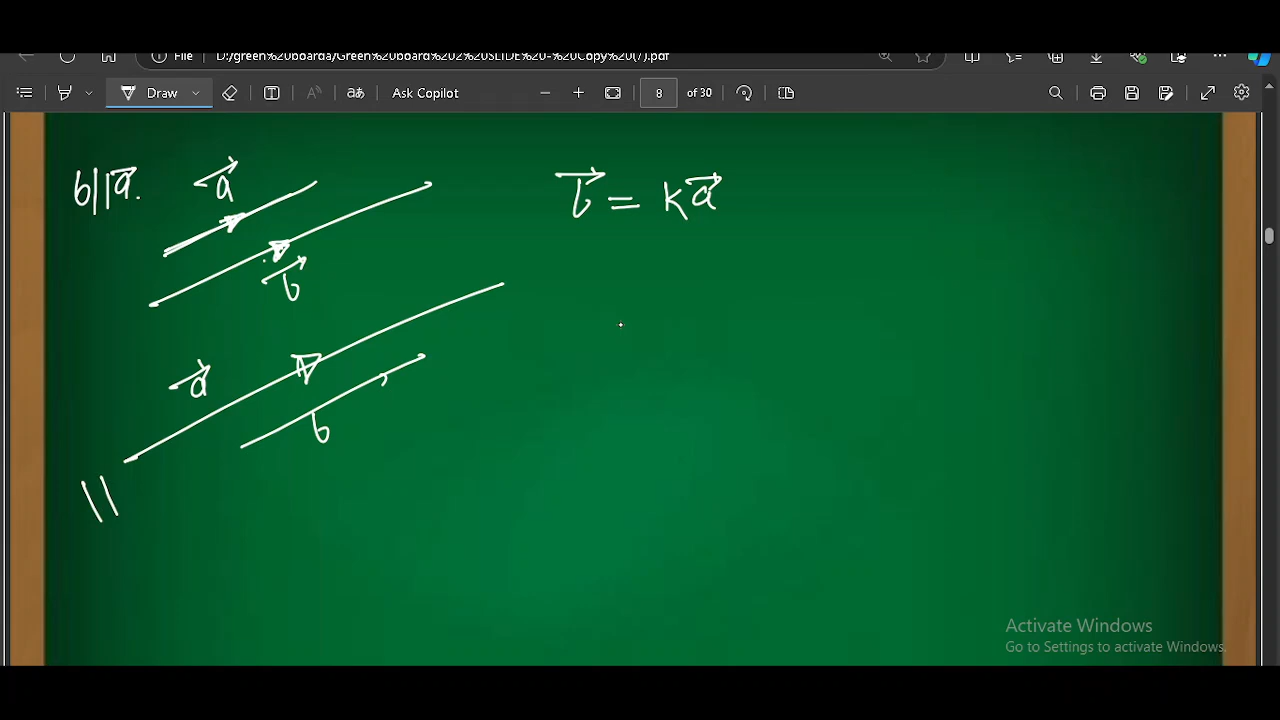 File D:/green%20boarda/Green%20board%202%20SLIDE%20-%20Copy%20(7).pdf
Draw Ask Copilot 8 of 30
b||a⃗. a⃗ b⃗ = ka⃗
b⃗
a⃗
b
||
Activate Windows
Go to Settings to activate Windows.